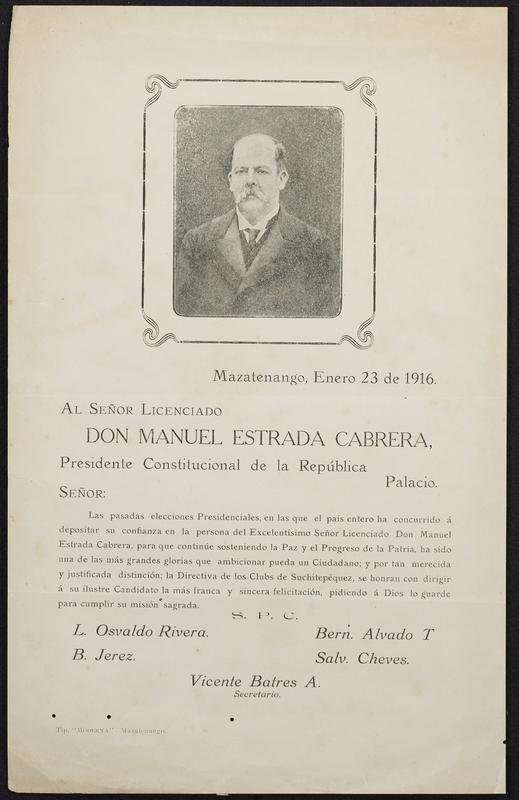 Mazatenango, Enero 23 de 1916.
AL SEÑOR LICENCIADO
DON MANUEL ESTRADA CABRERA,
Presidente Constitucional de la República
Palacio.
SEÑOR:
Las pasadas elecciones Presidenciales, en las que el país entero ha concurrido á
depositar su confianza en la persona del Excelentísimo Señor Licenciado Don Manuel
Estrada Cabrera, para que continúe sosteniendo la Paz y el Progreso de la Patria, ha sido
una de las más grandes glorias que ambicionar pueda un Ciudadano; y por tan merecida
y justificada distinción; la Directiva de los Clubs de Suchitepéquez, se honran con dirigir
á su ilustre Candidato la más franca y sincera felicitación, pidiendo á Dios lo guarde
para cumplir su misión sagrada.
S. P. C.
L. Osvaldo Rivera.
Bern. Alvado T
B. Jerez.
Salv. Cheves.
Vicente Batres A.
Secretario.
Tip. "MODERNA" - Mazatenango.